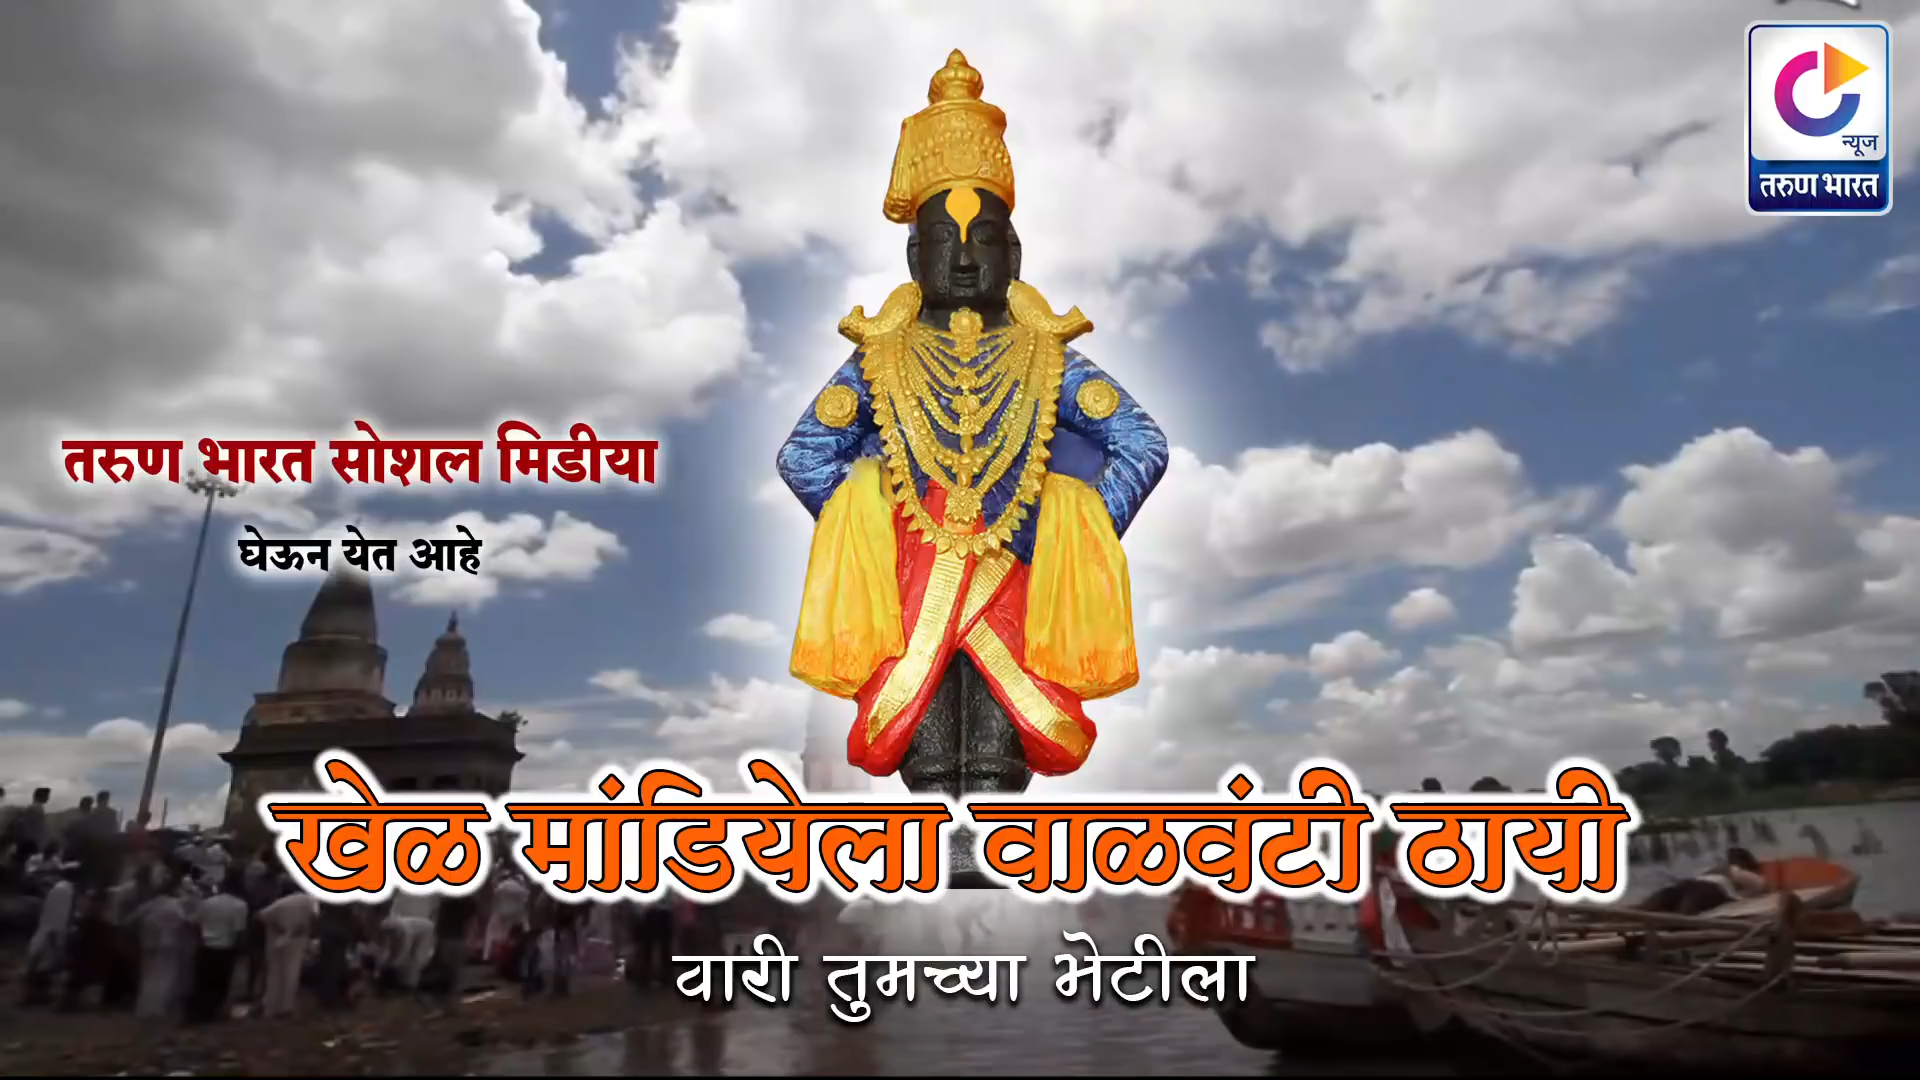 न्यूज
तरुण भारत
तरुण भारत सोशल मिडीया
घेऊन येत आहे
खेळ मांडियेला वाळवंटी ठायी
वारी तुमच्या भेटीला